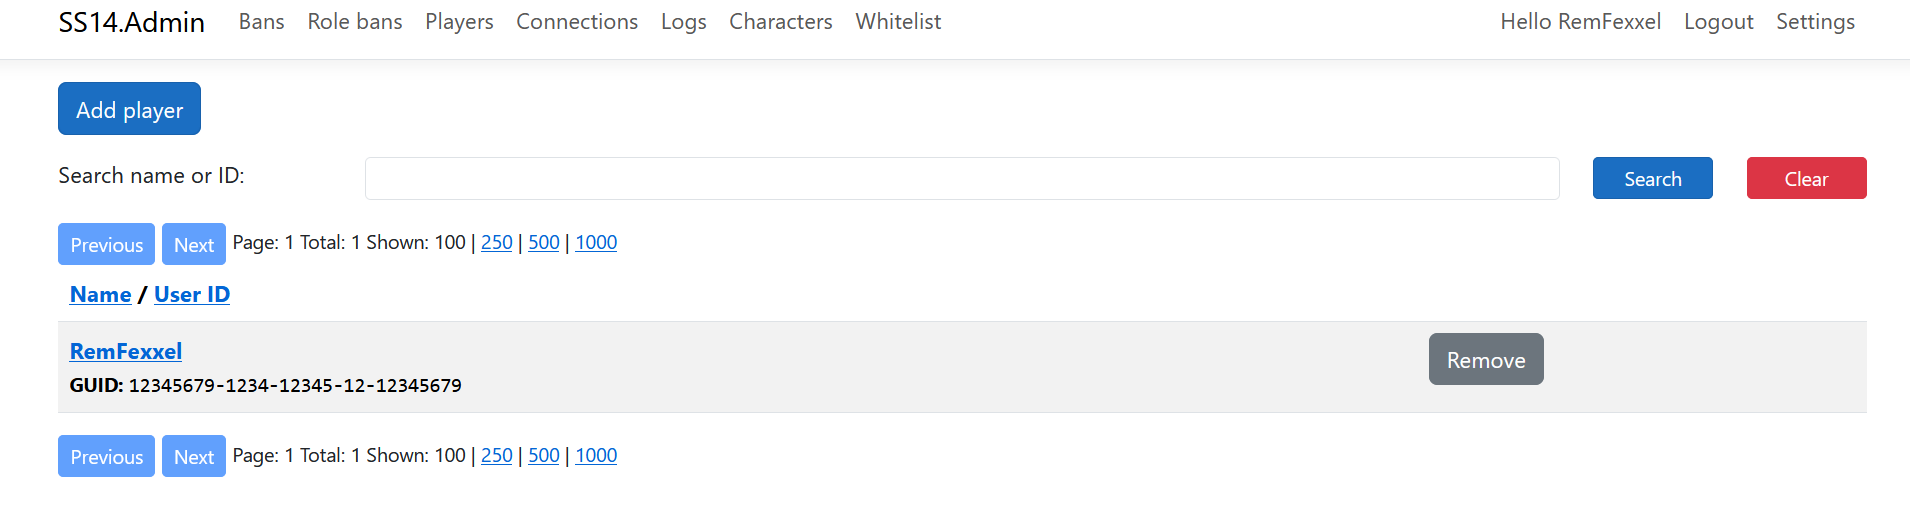 SS14.Admin Bans Role bans Players Connections Logs Characters Whitelist Hello RemFexxel Logout Settings
Add player
Search name or ID: Search Clear
Previous Next Page: 1 Total: 1 Shown: 100 | 250 | 500 | 1000
Name / User ID
RemFexxel Remove
GUID: 12345679-1234-12345-12-12345679
Previous Next Page: 1 Total: 1 Shown: 100 | 250 | 500 | 1000